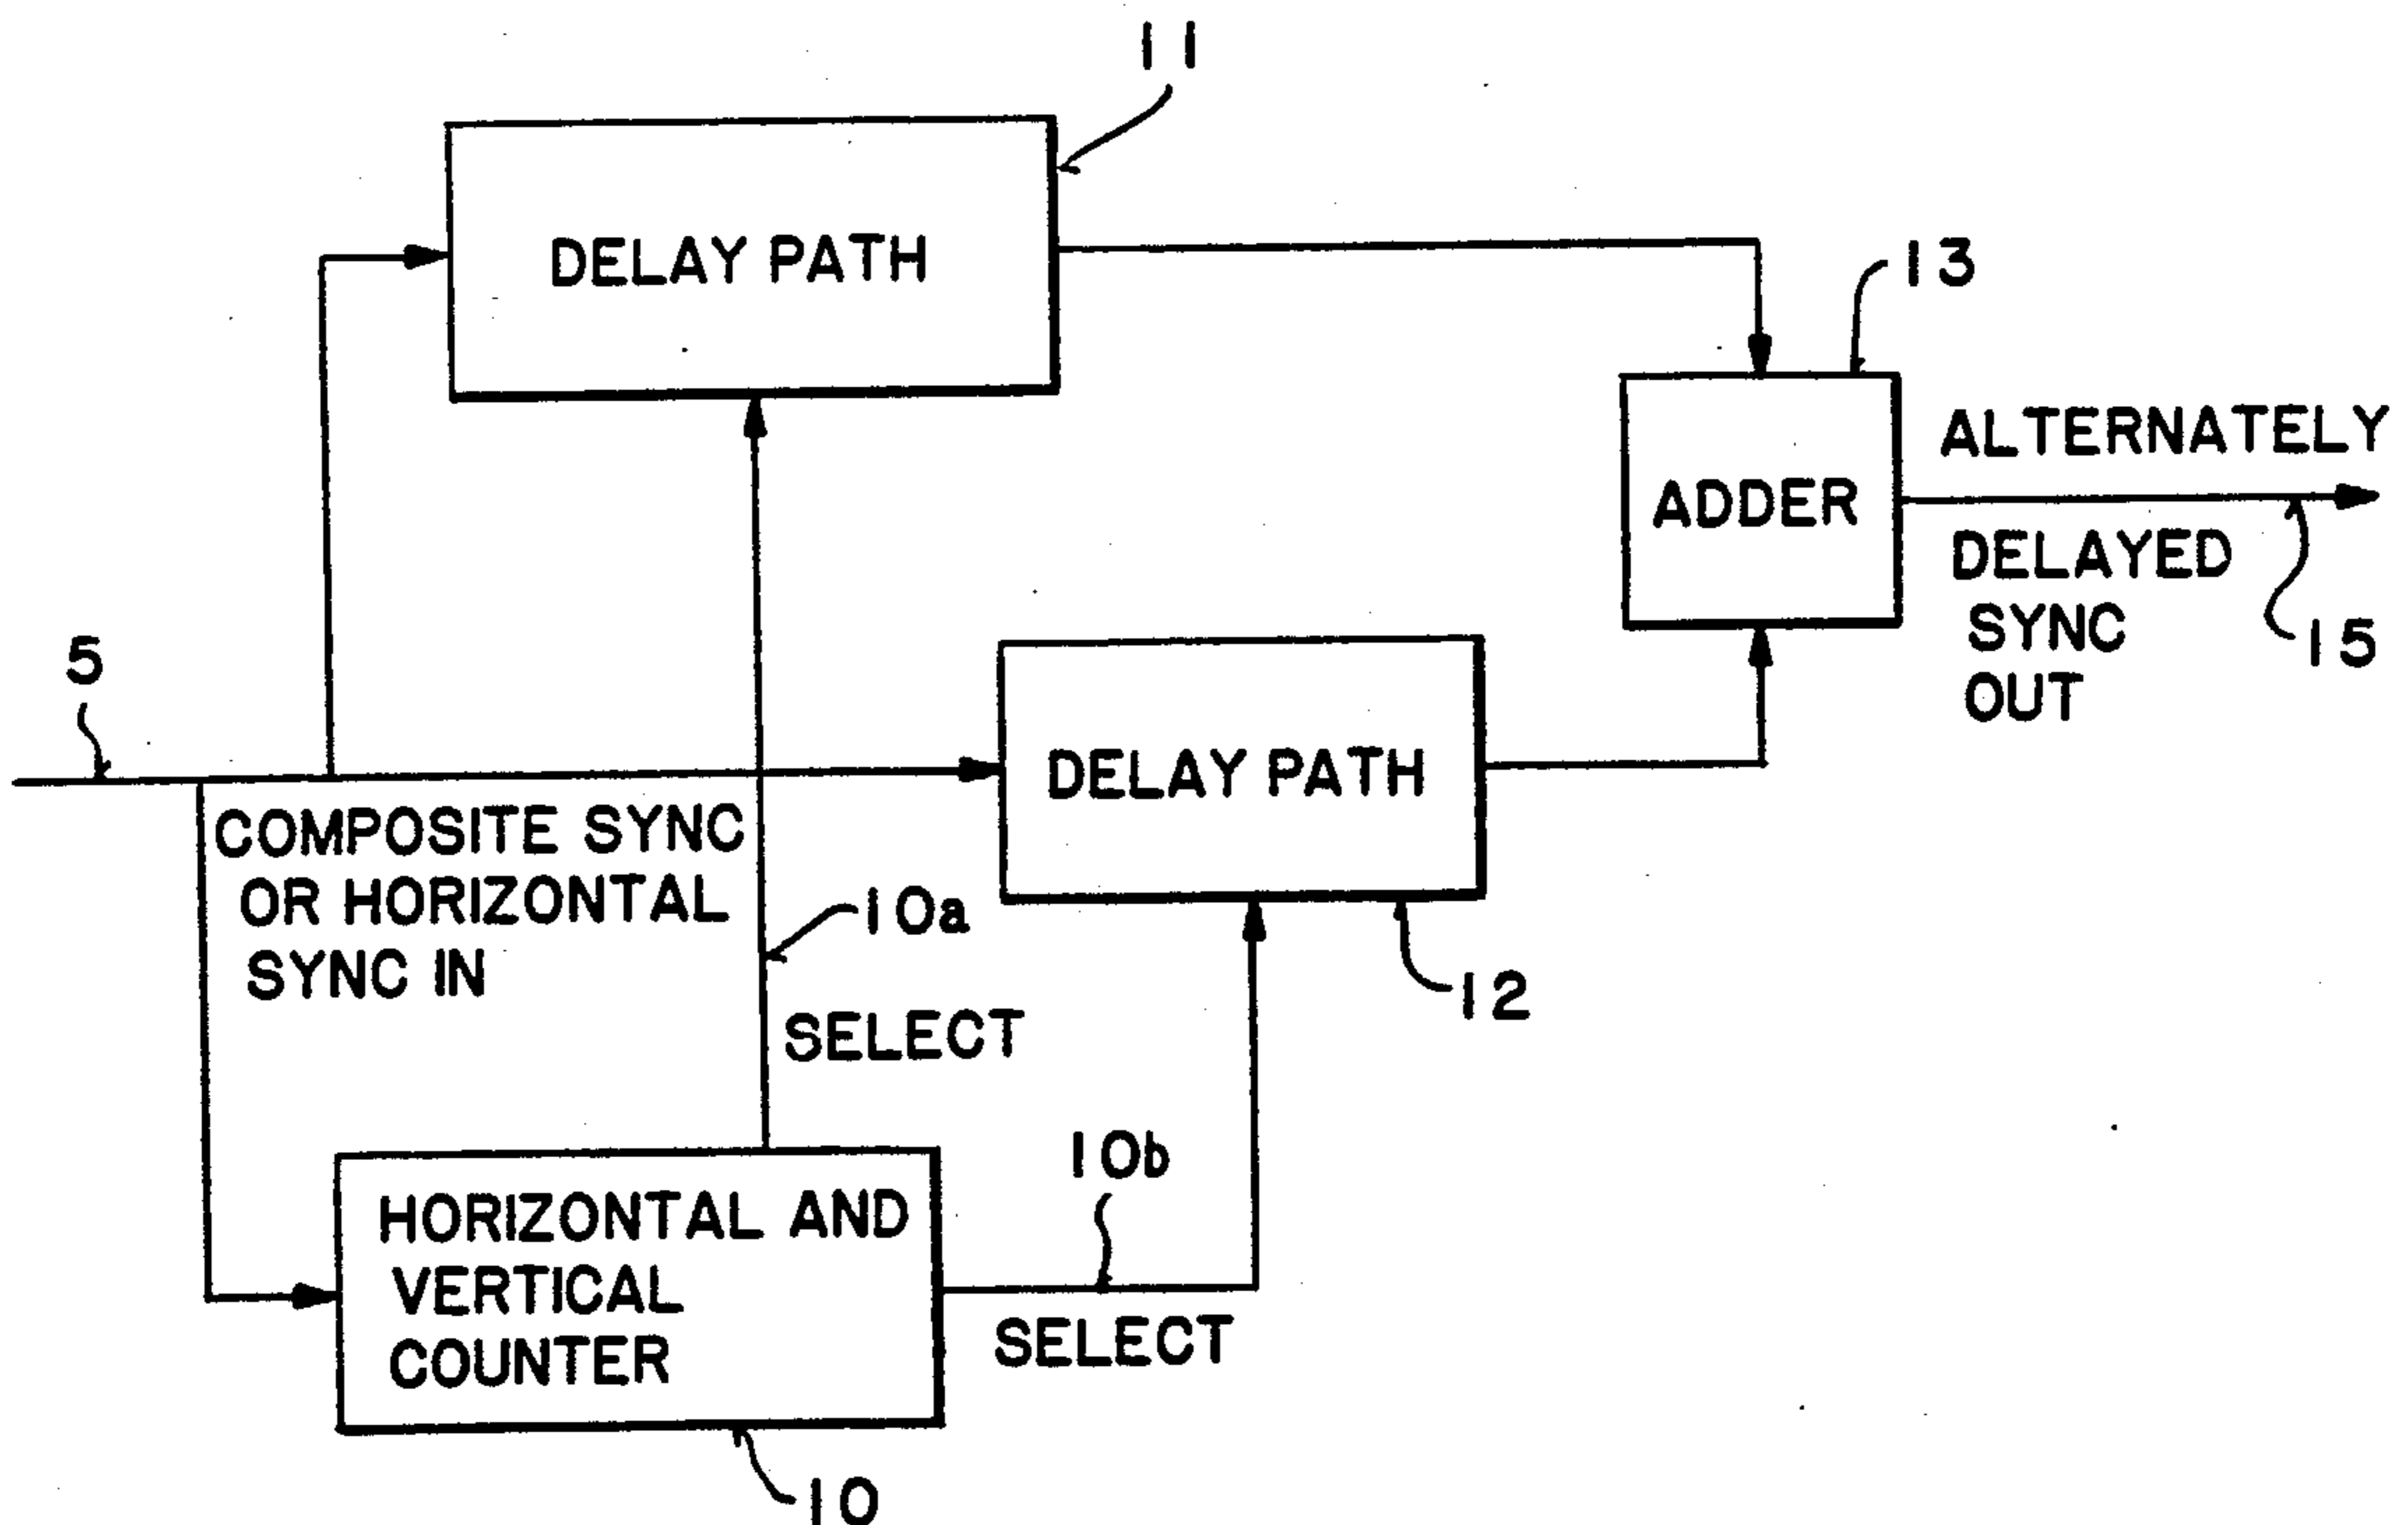 11
DELAY PATH
13
ALTERNATELY
ADDER
DELAYED
SYNC
OUT
15
5
DELAY PATH
COMPOSITE SYNC
OR HORIZONTAL
SYNC IN
10a
12
SELECT
10b
HORIZONTAL AND
VERTICAL
COUNTER
SELECT
10